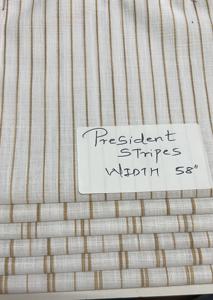 President
STRIPES
WIDTH 58"